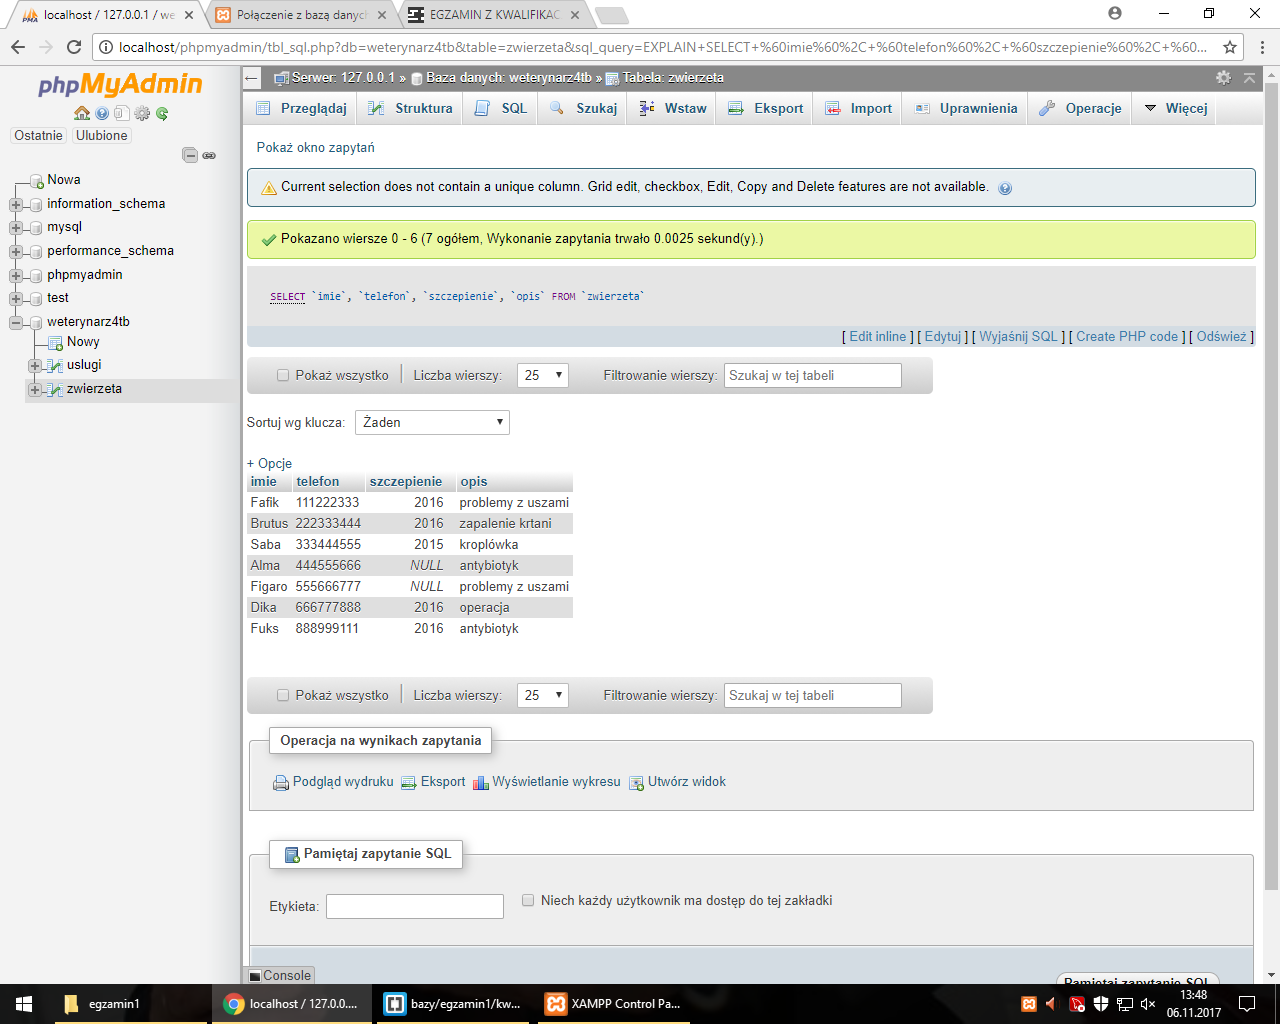 localhost / 127.0.0.1 / we
Połączenie z bazą danych
EGZAMIN Z KWALIFIKAC
localhost/phpmyadmin/tbl_sql.php?db=weterynarz4tb&table=zwierzeta&sql_query=EXPLAIN+SELECT+%60imie%60%2C+%60telefon%60%2C+%60szczepienie%60%2C+%60...
phpMyAdmin
Ostatnie
Ulubione
Nowa
information_schema
mysql
performance_schema
phpmyadmin
test
weterynarz4tb
Nowy
uslugi
zwierzeta
Serwer: 127.0.0.1 » Baza danych: weterynarz4tb » Tabela: zwierzeta
Przeglądaj Struktura SQL Szukaj Wstaw Eksport Import Uprawnienia Operacje Więcej
Pokaż okno zapytań
Current selection does not contain a unique column. Grid edit, checkbox, Edit, Copy and Delete features are not available.
Pokazano wiersze 0 - 6 (7 ogółem, Wykonanie zapytania trwało 0.0025 sekund(y).)
SELECT `imie`, `telefon`, `szczepienie`, `opis` FROM `zwierzeta`
[ Edit inline ] [ Edytuj ] [ Wyjaśnij SQL ] [ Create PHP code ] [ Odśwież ]
Pokaż wszystko Liczba wierszy: 25 Filtrowanie wierszy: Szukaj w tej tabeli
Sortuj wg klucza: Żaden
+ Opcje
imie telefon szczepienie opis
Fafik 111222333 2016 problemy z uszami
Brutus 222333444 2016 zapalenie krtani
Saba 333444555 2015 kroplówka
Alma 444555666 NULL antybiotyk
Figaro 555666777 NULL problemy z uszami
Dika 666777888 2016 operacja
Fuks 888999111 2016 antybiotyk
Pokaż wszystko Liczba wierszy: 25 Filtrowanie wierszy: Szukaj w tej tabeli
Operacja na wynikach zapytania
Podgląd wydruku Eksport Wyświetlanie wykresu Utwórz widok
Pamiętaj zapytanie SQL
Etykieta: Niech każdy użytkownik ma dostęp do tej zakładki
Console
Pamiętaj zapytanie SQL
egzamin1
localhost / 127.0.0....
bazy/egzamin1/kw...
XAMPP Control Pa...
13:48
06.11.2017